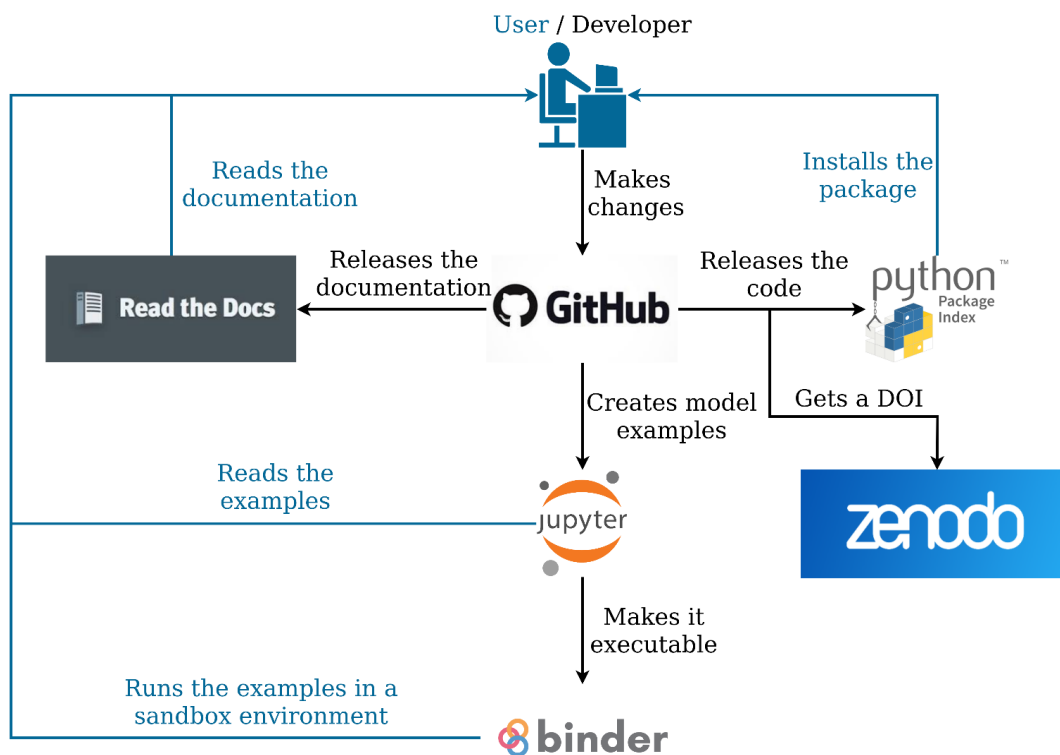 User / Developer
Reads the
documentation
Installs the
package
Makes
changes
Releases the
documentation
Releases the
code
Read the Docs
GitHub
python™
Package
Index
Creates model
examples
Gets a DOI
Reads the
examples
jupyter
zenodo
Makes it
executable
Runs the examples in a
sandbox environment
binder